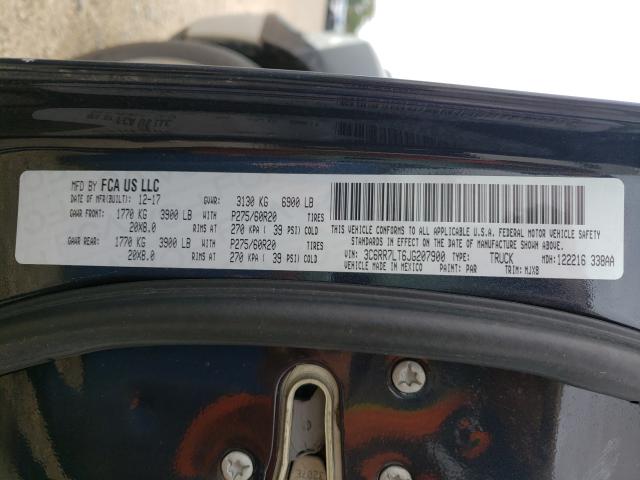 MFD BY FCA US LLC
DATE OF MFR(BUILT): 12-17 GVWR: 3130 KG 6900 LB
GAWR FRONT: 1770 KG 3900 LB WITH P275/60R20 TIRES
20X8.0 RIMS AT 270 KPA ( 39 PSI) COLD
GAWR REAR: 1770 KG 3900 LB WITH P275/60R20 TIRES
20X8.0 RIMS AT 270 KPA ( 39 PSI) COLD
THIS VEHICLE CONFORMS TO ALL APPLICABLE U.S.A. FEDERAL MOTOR VEHICLE SAFETY
STANDARDS IN EFFECT ON THE DATE OF MANUFACTURE SHOWN ABOVE.
VIN: 3C6RR7LT6JG207900 TYPE: TRUCK MDH: 122216 338AA
VEHICLE MADE IN MEXICO PAINT: PAR TRIM: MJX8